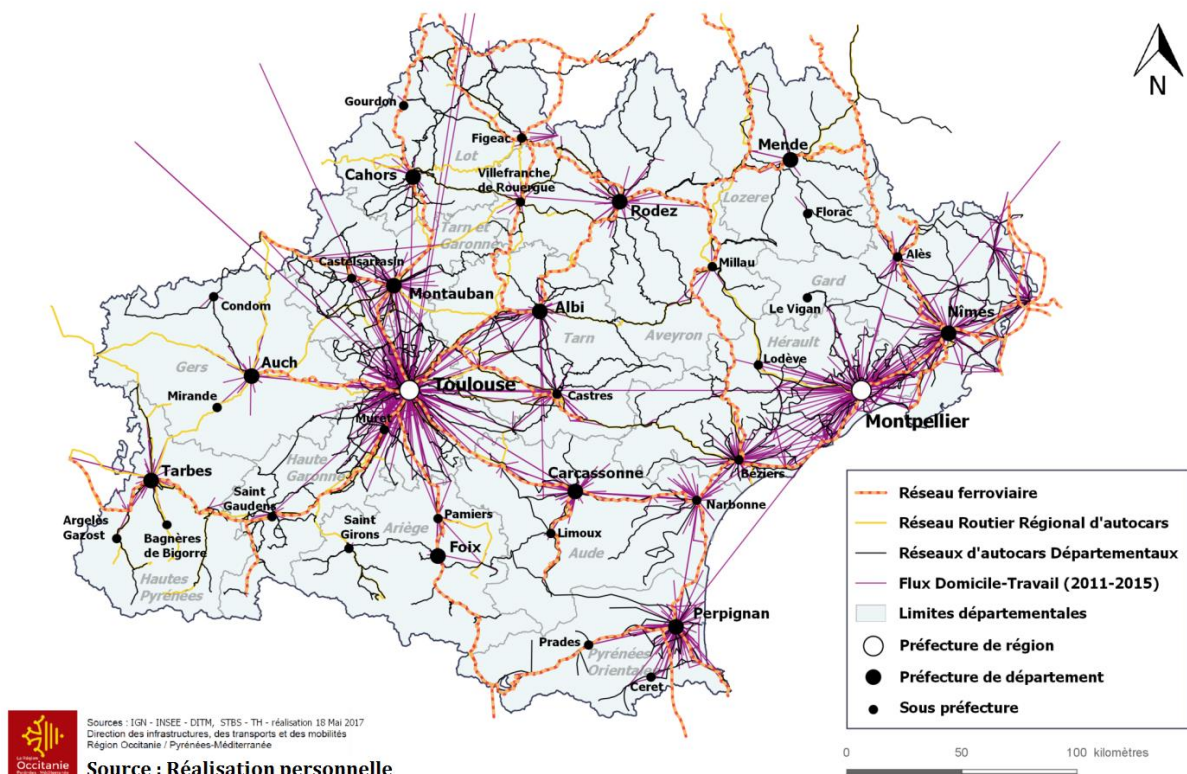 N
Gourdon
Figeac
Lot
Mende
Cahors
Villefranche
de Rouergue
Rodez
Lozere
Florac
Tarn et
Garonne
Castelsarrasin
Millau
Alès
Gard
Condom
Montauban
Albi
Le Vigan
Nîmes
Tarn
Aveyron
Hérault
Gers
Auch
Lodève
Toulouse
Mirande
Castres
Montpellier
Muret
Haute
Garonne
Béziers
Tarbes
Carcassonne
Saint
Gaudens
Narbonne
Argelès
Gazost
Bagnères
de Bigorre
Saint
Girons
Ariège
Pamiers
Limoux
Foix
Aude
Hautes
Pyrénées
Perpignan
Prades
Pyrénées
Orientales
Ceret
Réseau ferroviaire
Réseau Routier Régional d'autocars
Réseaux d'autocars Départementaux
Flux Domicile-Travail (2011-2015)
Limites départementales
Préfecture de région
Préfecture de département
Sous préfecture
0 50 100 kilomètres
Sources : IGN - INSEE - DITM, STBS - TH - réalisation 18 Mai 2017
Direction des infrastructures, des transports et des mobilités
Région Occitanie / Pyrénées-Méditerranée
La Région
Occitanie
Pyrénées - Méditerranée
Source : Réalisation personnelle